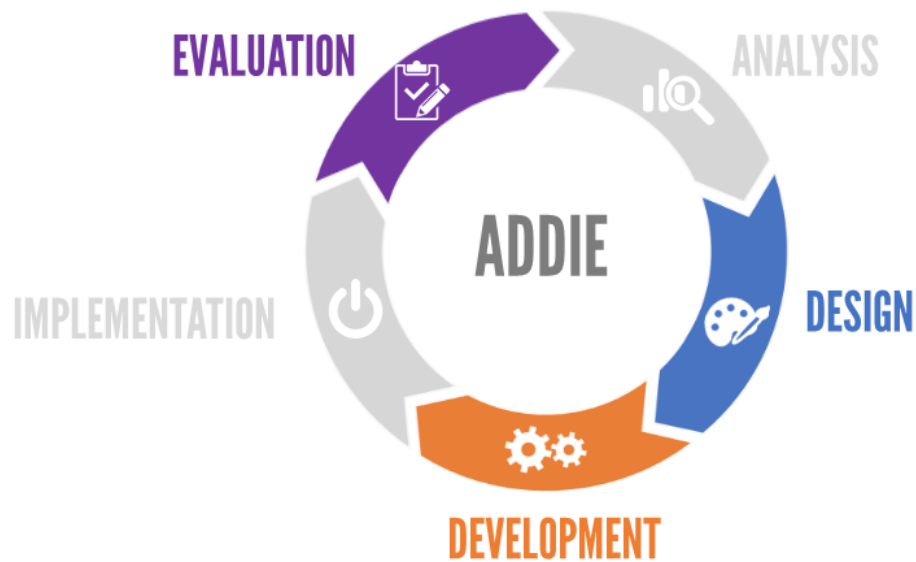 EVALUATION
ANALYSIS
ADDIE
IMPLEMENTATION
DESIGN
DEVELOPMENT